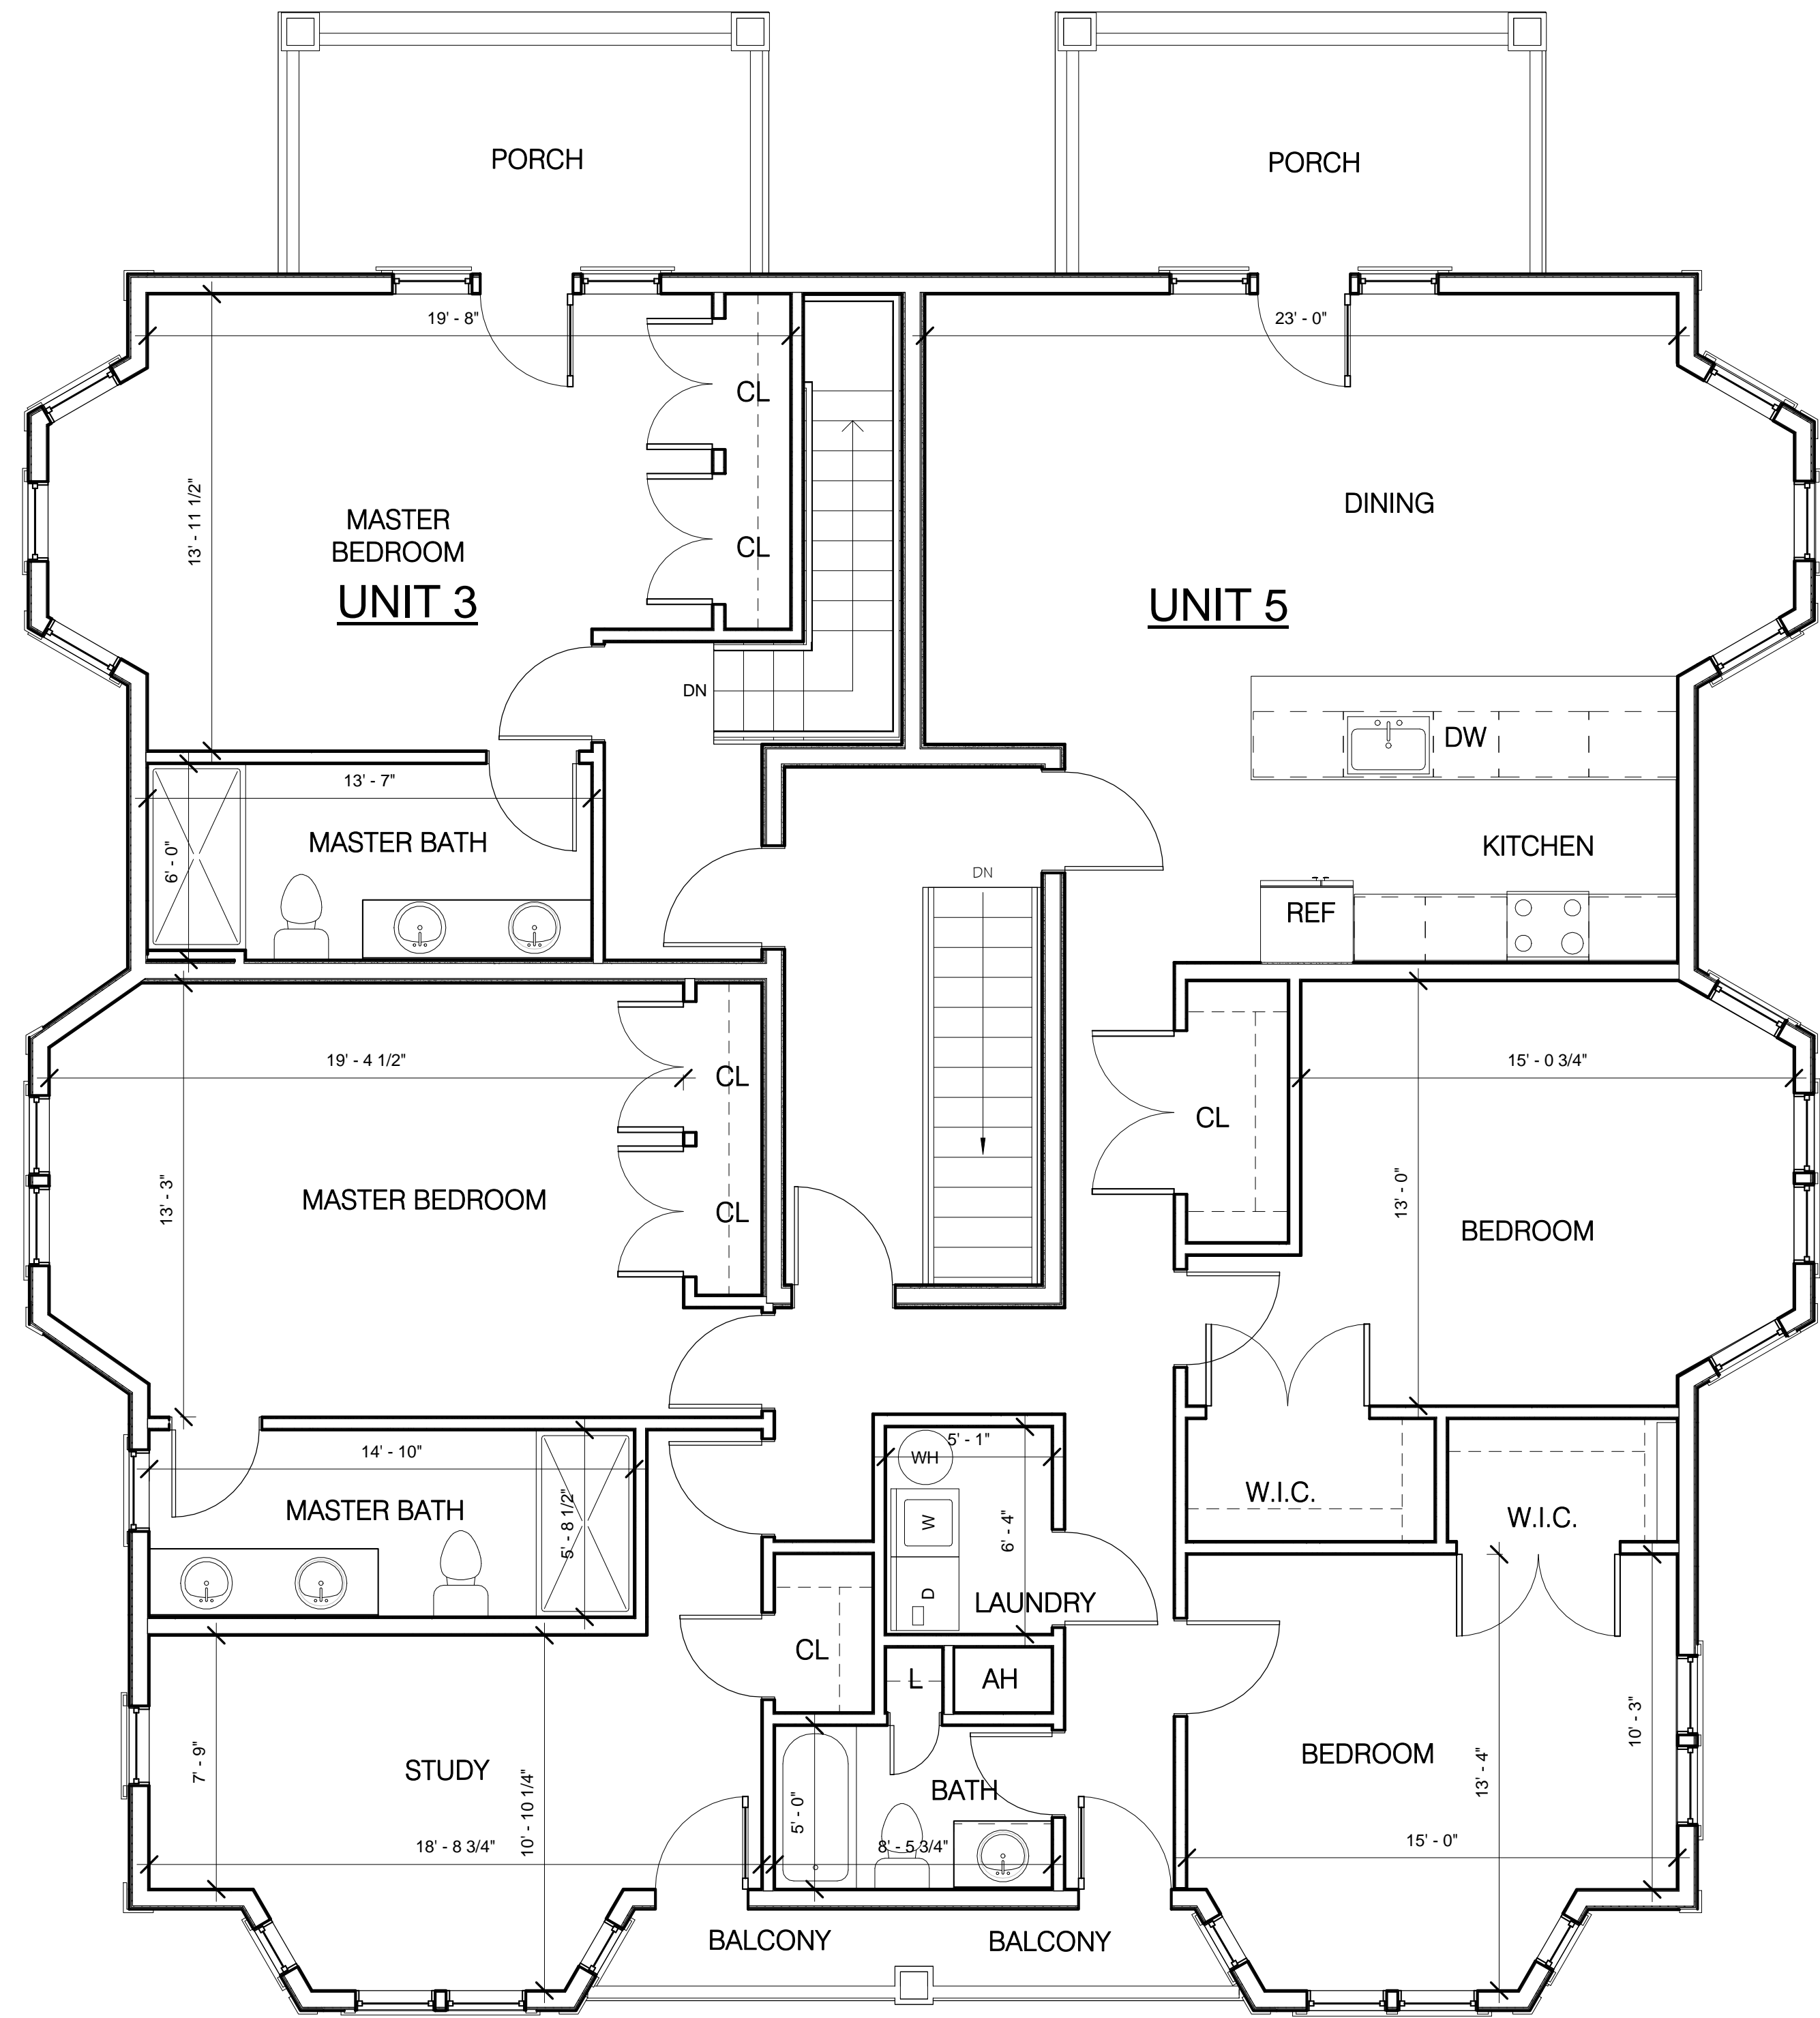 PORCH
PORCH
19' - 8"
23' - 0"
CL
13' - 11 1/2"
MASTER
BEDROOM
CL
DINING
UNIT 3
UNIT 5
DN
DW
13' - 7"
MASTER BATH
6' - 0"
KITCHEN
DN
REF
19' - 4 1/2"
CL
15' - 0 3/4"
CL
13' - 3"
MASTER BEDROOM
CL
13' - 0"
BEDROOM
14' - 10"
5' - 1"
WH
MASTER BATH
5' - 8 1/2"
W
6' - 4"
W.I.C.
W.I.C.
D
LAUNDRY
CL
L
AH
7' - 9"
STUDY
10' - 10 1/4"
BATH
5' - 0"
BEDROOM
13' - 4"
10' - 3"
18' - 8 3/4"
8' - 5 3/4"
15' - 0"
BALCONY
BALCONY